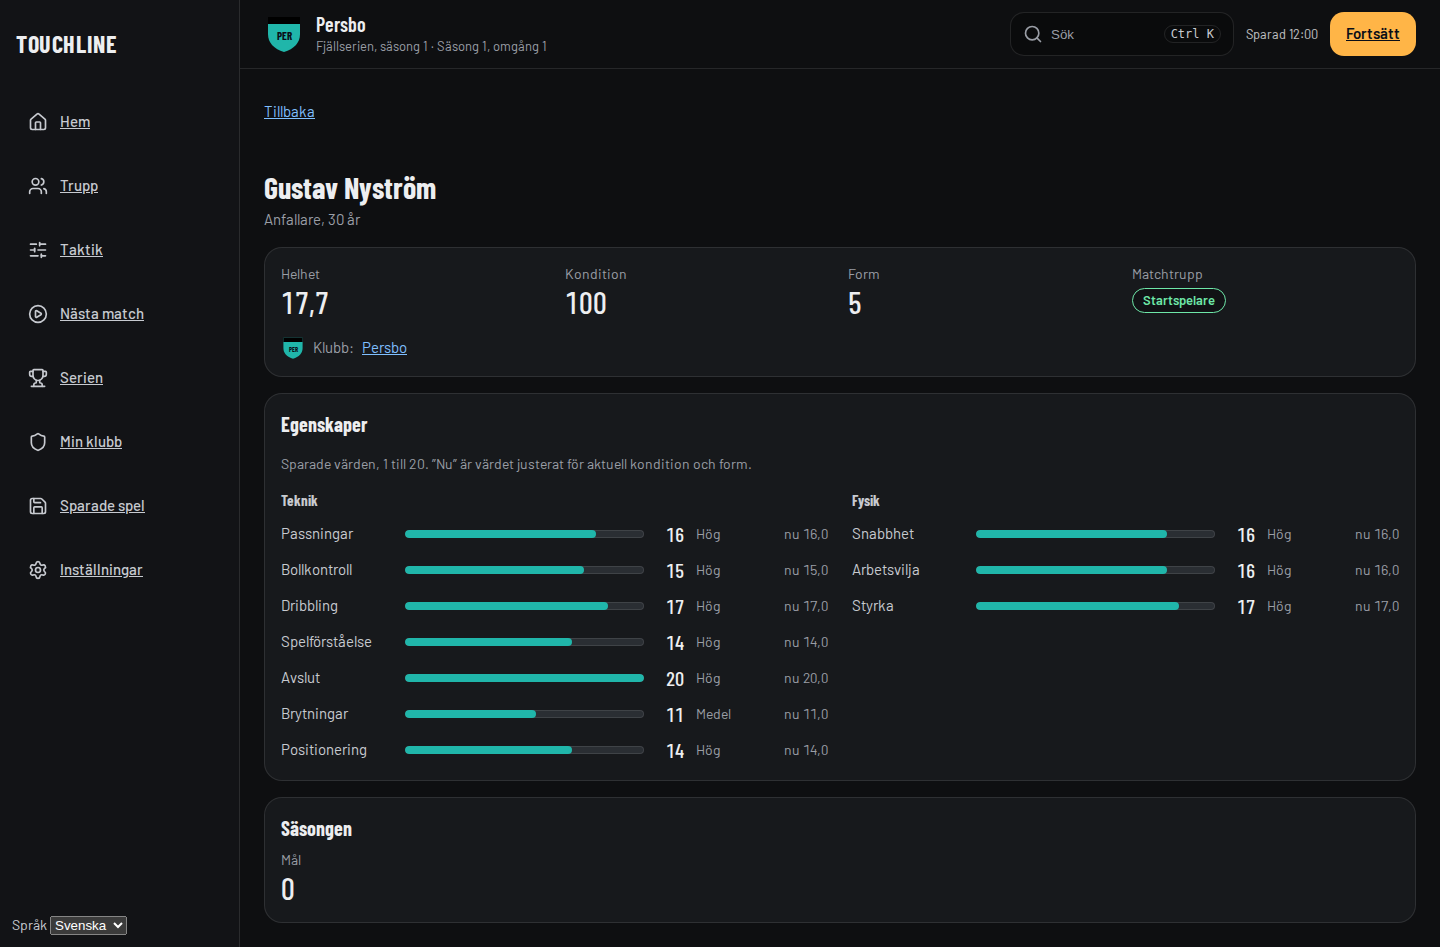 TOUCHLINE
Hem
Trupp
Taktik
Nästa match
Serien
Min klubb
Sparade spel
Inställningar
Språk Svenska
PER
Persbo
Fjällserien, säsong 1 · Säsong 1, omgång 1
Sök Ctrl K
Sparad 12:00
Fortsätt
Tillbaka
Gustav Nyström
Anfallare, 30 år
Helhet Kondition Form Matchtrupp
17,7 100 5 Startspelare
PER Klubb: Persbo
Egenskaper
Sparade värden, 1 till 20. ”Nu” är värdet justerat för aktuell kondition och form.
Teknik
Passningar 16 Hög nu 16,0
Bollkontroll 15 Hög nu 15,0
Dribbling 17 Hög nu 17,0
Spelförståelse 14 Hög nu 14,0
Avslut 20 Hög nu 20,0
Brytningar 11 Medel nu 11,0
Positionering 14 Hög nu 14,0
Fysik
Snabbhet 16 Hög nu 16,0
Arbetsvilja 16 Hög nu 16,0
Styrka 17 Hög nu 17,0
Säsongen
Mål
0